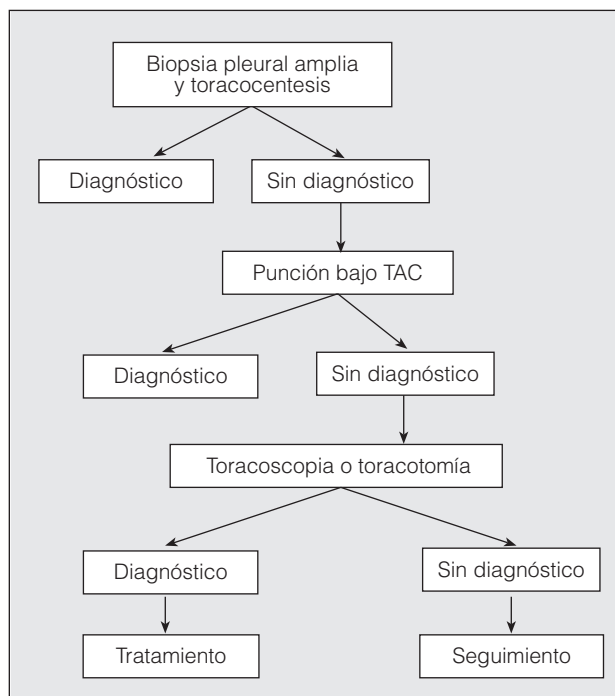 Biopsia pleural amplia
y toracocentesis
Diagnóstico
Sin diagnóstico
Punción bajo TAC
Diagnóstico
Sin diagnóstico
Toracoscopia o toracotomía
Diagnóstico
Sin diagnóstico
Tratamiento
Seguimiento